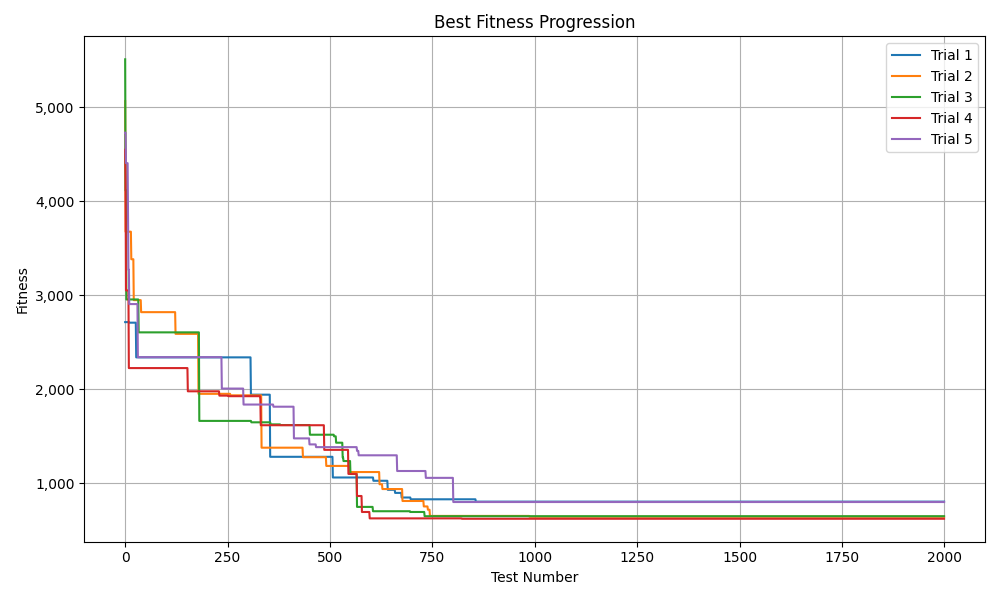 Best Fitness Progression
Trial 1
Trial 2
Trial 3
Trial 4
Trial 5
5,000
4,000
3,000
2,000
1,000
Fitness
0 250 500 750 1000 1250 1500 1750 2000
Test Number